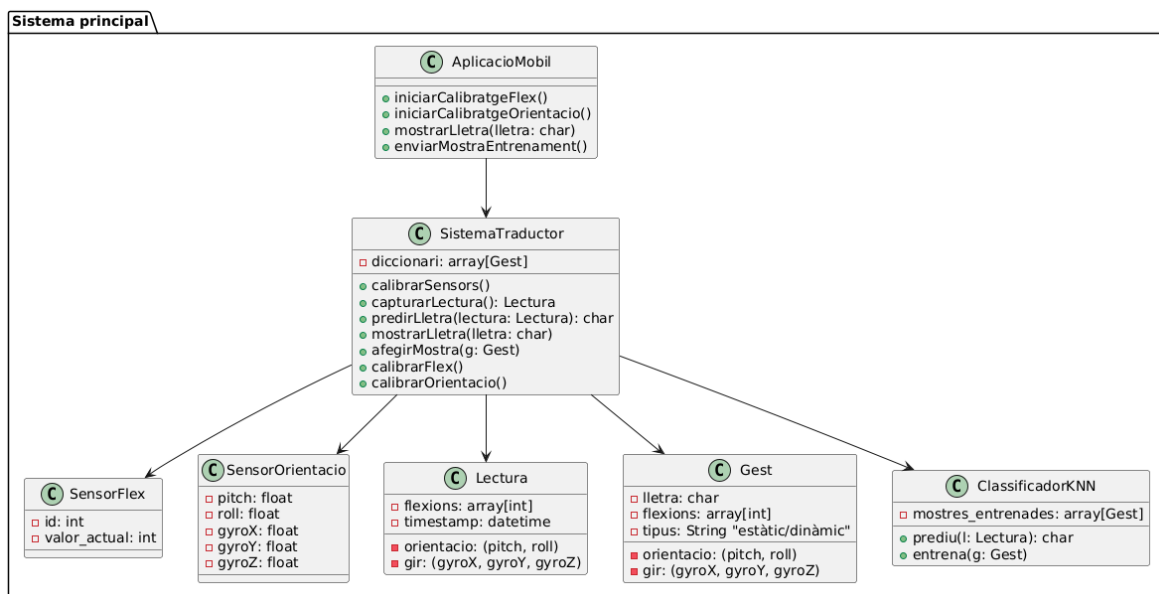 Sistema principal
C AplicacioMobil
iniciarCalibratgeFlex()
iniciarCalibratgeOrientacio()
mostrarLletra(lletra: char)
enviarMostraEntrenament()
C SistemaTraductor
diccionari: array[Gest]
calibrarSensors()
capturarLectura(): Lectura
predirLletra(lectura: Lectura): char
mostrarLletra(lletra: char)
afegirMostra(g: Gest)
calibrarFlex()
calibrarOrientacio()
C SensorFlex
id: int
valor_actual: int
C SensorOrientacio
pitch: float
roll: float
gyroX: float
gyroY: float
gyroZ: float
C Lectura
flexions: array[int]
timestamp: datetime
orientacio: (pitch, roll)
gir: (gyroX, gyroY, gyroZ)
C Gest
lletra: char
flexions: array[int]
tipus: String "estàtic/dinàmic"
orientacio: (pitch, roll)
gir: (gyroX, gyroY, gyroZ)
C ClassificadorKNN
mostres_entrenades: array[Gest]
prediu(l: Lectura): char
entrena(g: Gest)